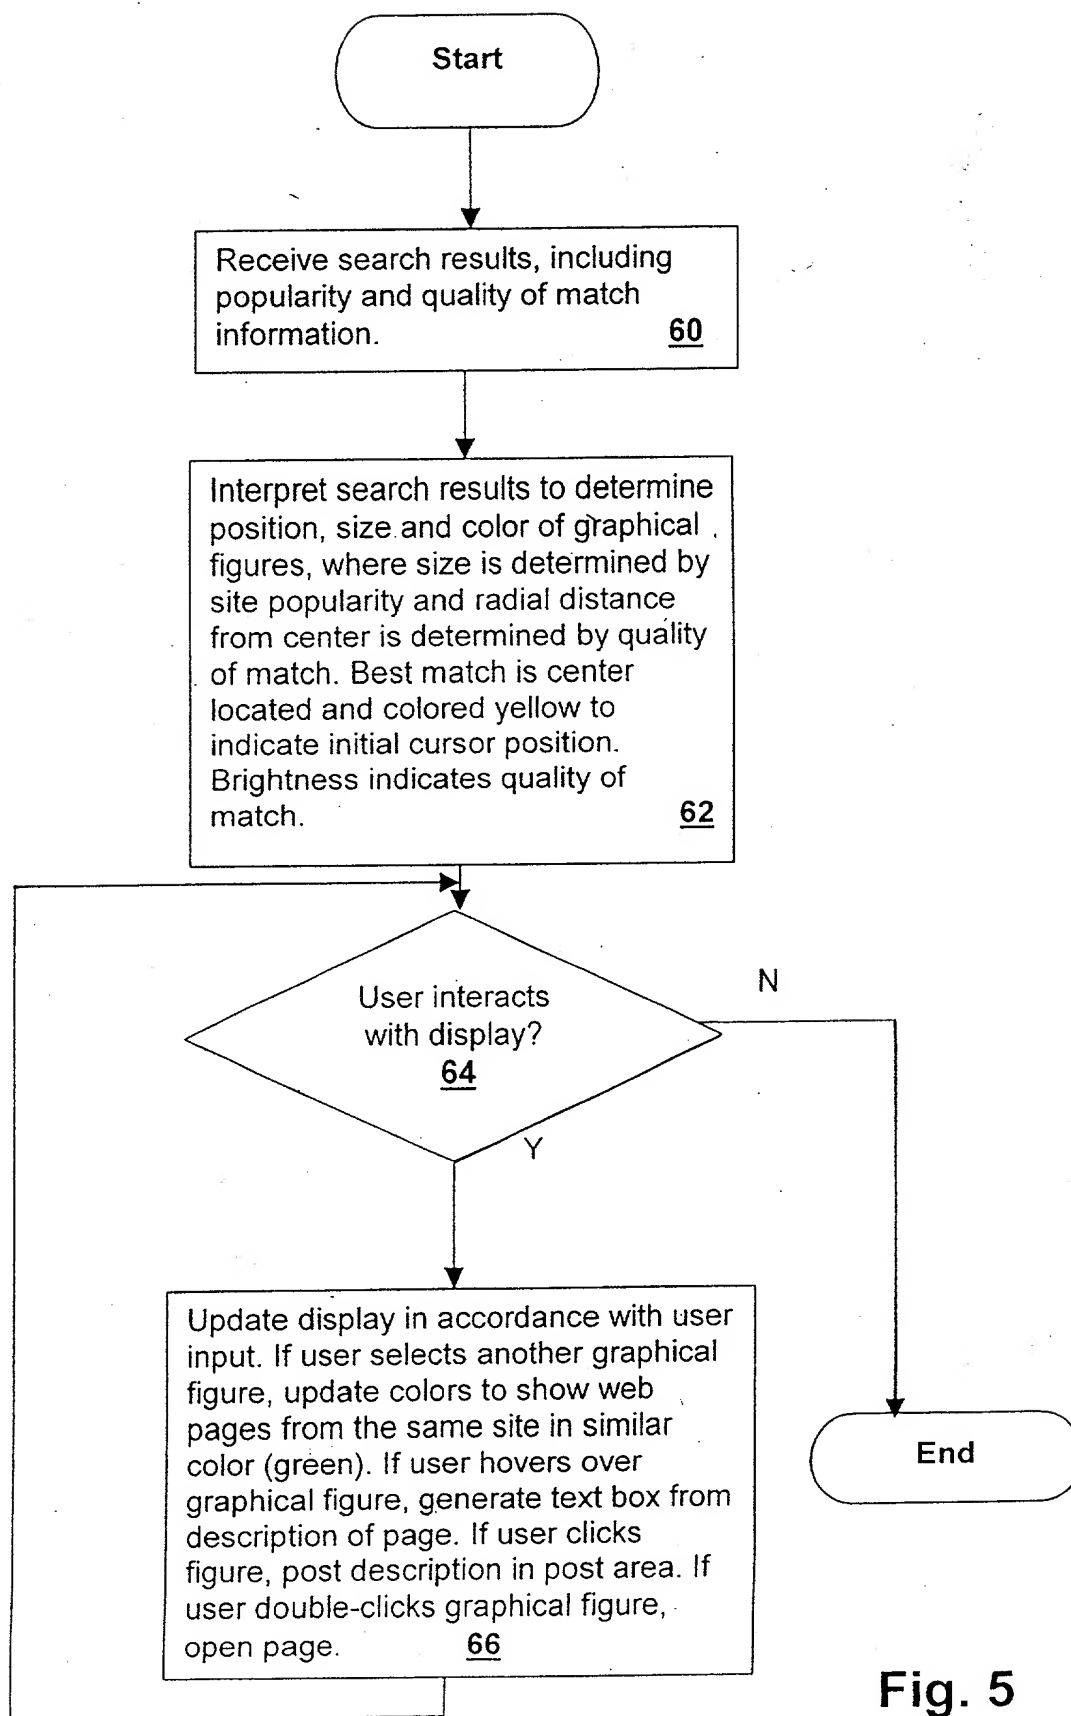 Start
Receive search results, including
popularity and quality of match
information. 60
Interpret search results to determine
position, size and color of graphical
figures, where size is determined by
site popularity and radial distance
from center is determined by quality
of match. Best match is center
located and colored yellow to
indicate initial cursor position.
Brightness indicates quality of
match. 62
User interacts
with display?
64
N
Y
Update display in accordance with user
input. If user selects another graphical
figure, update colors to show web
pages from the same site in similar
color (green). If user hovers over
graphical figure, generate text box from
description of page. If user clicks
figure, post description in post area. If
user double-clicks graphical figure,
open page. 66
End
Fig. 5